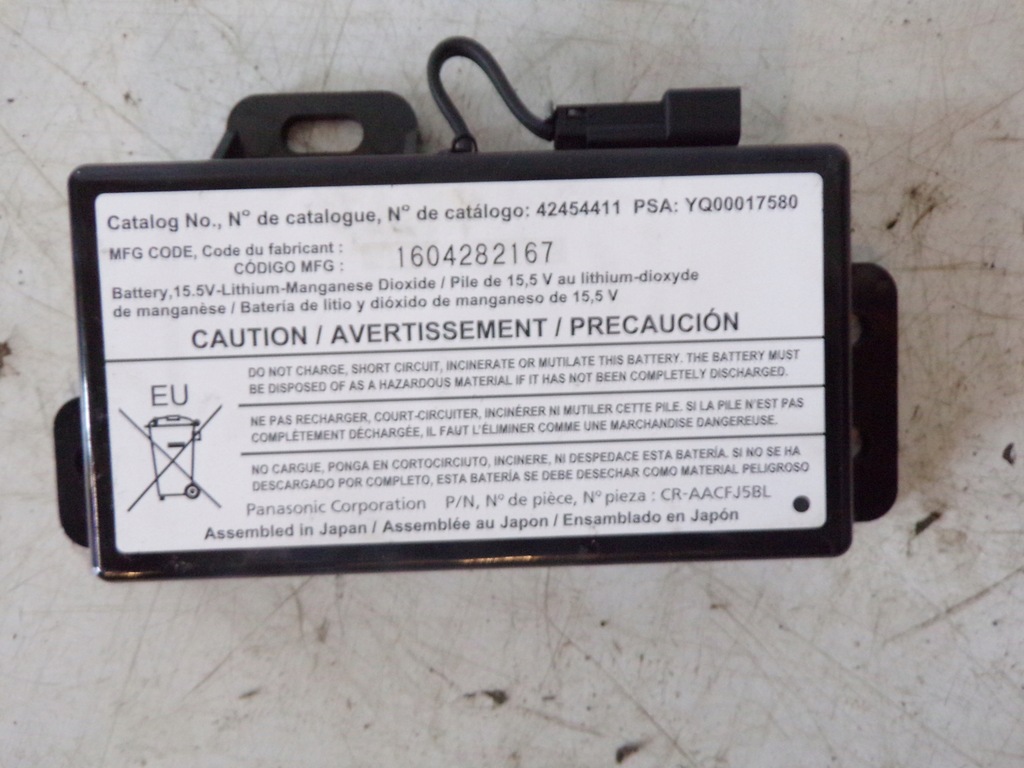 Catalog No., Nº de catalogue, Nº de catálogo: 42454411 PSA: YQ00017580
MFG CODE, Code du fabricant :
CÓDIGO MFG : 1604282167
Battery,15.5V-Lithium-Manganese Dioxide / Pile de 15,5 V au lithium-dioxyde
de manganèse / Batería de litio y dióxido de manganeso de 15,5 V
CAUTION / AVERTISSEMENT / PRECAUCIÓN
EU
DO NOT CHARGE, SHORT CIRCUIT, INCINERATE OR MUTILATE THIS BATTERY. THE BATTERY MUST
BE DISPOSED OF AS A HAZARDOUS MATERIAL IF IT HAS NOT BEEN COMPLETELY DISCHARGED.
NE PAS RECHARGER, COURT-CIRCUITER, INCINÉRER NI MUTILER CETTE PILE. SI LA PILE N'EST PAS
COMPLÈTEMENT DÉCHARGÉE, IL FAUT L'ÉLIMINER COMME UNE MARCHANDISE DANGEREUSE.
NO CARGUE, PONGA EN CORTOCIRCIUTO, INCINERE, NI DESPEDACE ESTA BATERÍA. SI NO SE HA
DESCARGADO POR COMPLETO, ESTA BATERÍA SE DEBE DESECHAR COMO MATERIAL PELIGROSO
Panasonic Corporation P/N, Nº de pièce, Nº pieza : CR-AACFJ5BL
Assembled in Japan / Assemblée au Japon / Ensamblado en Japón